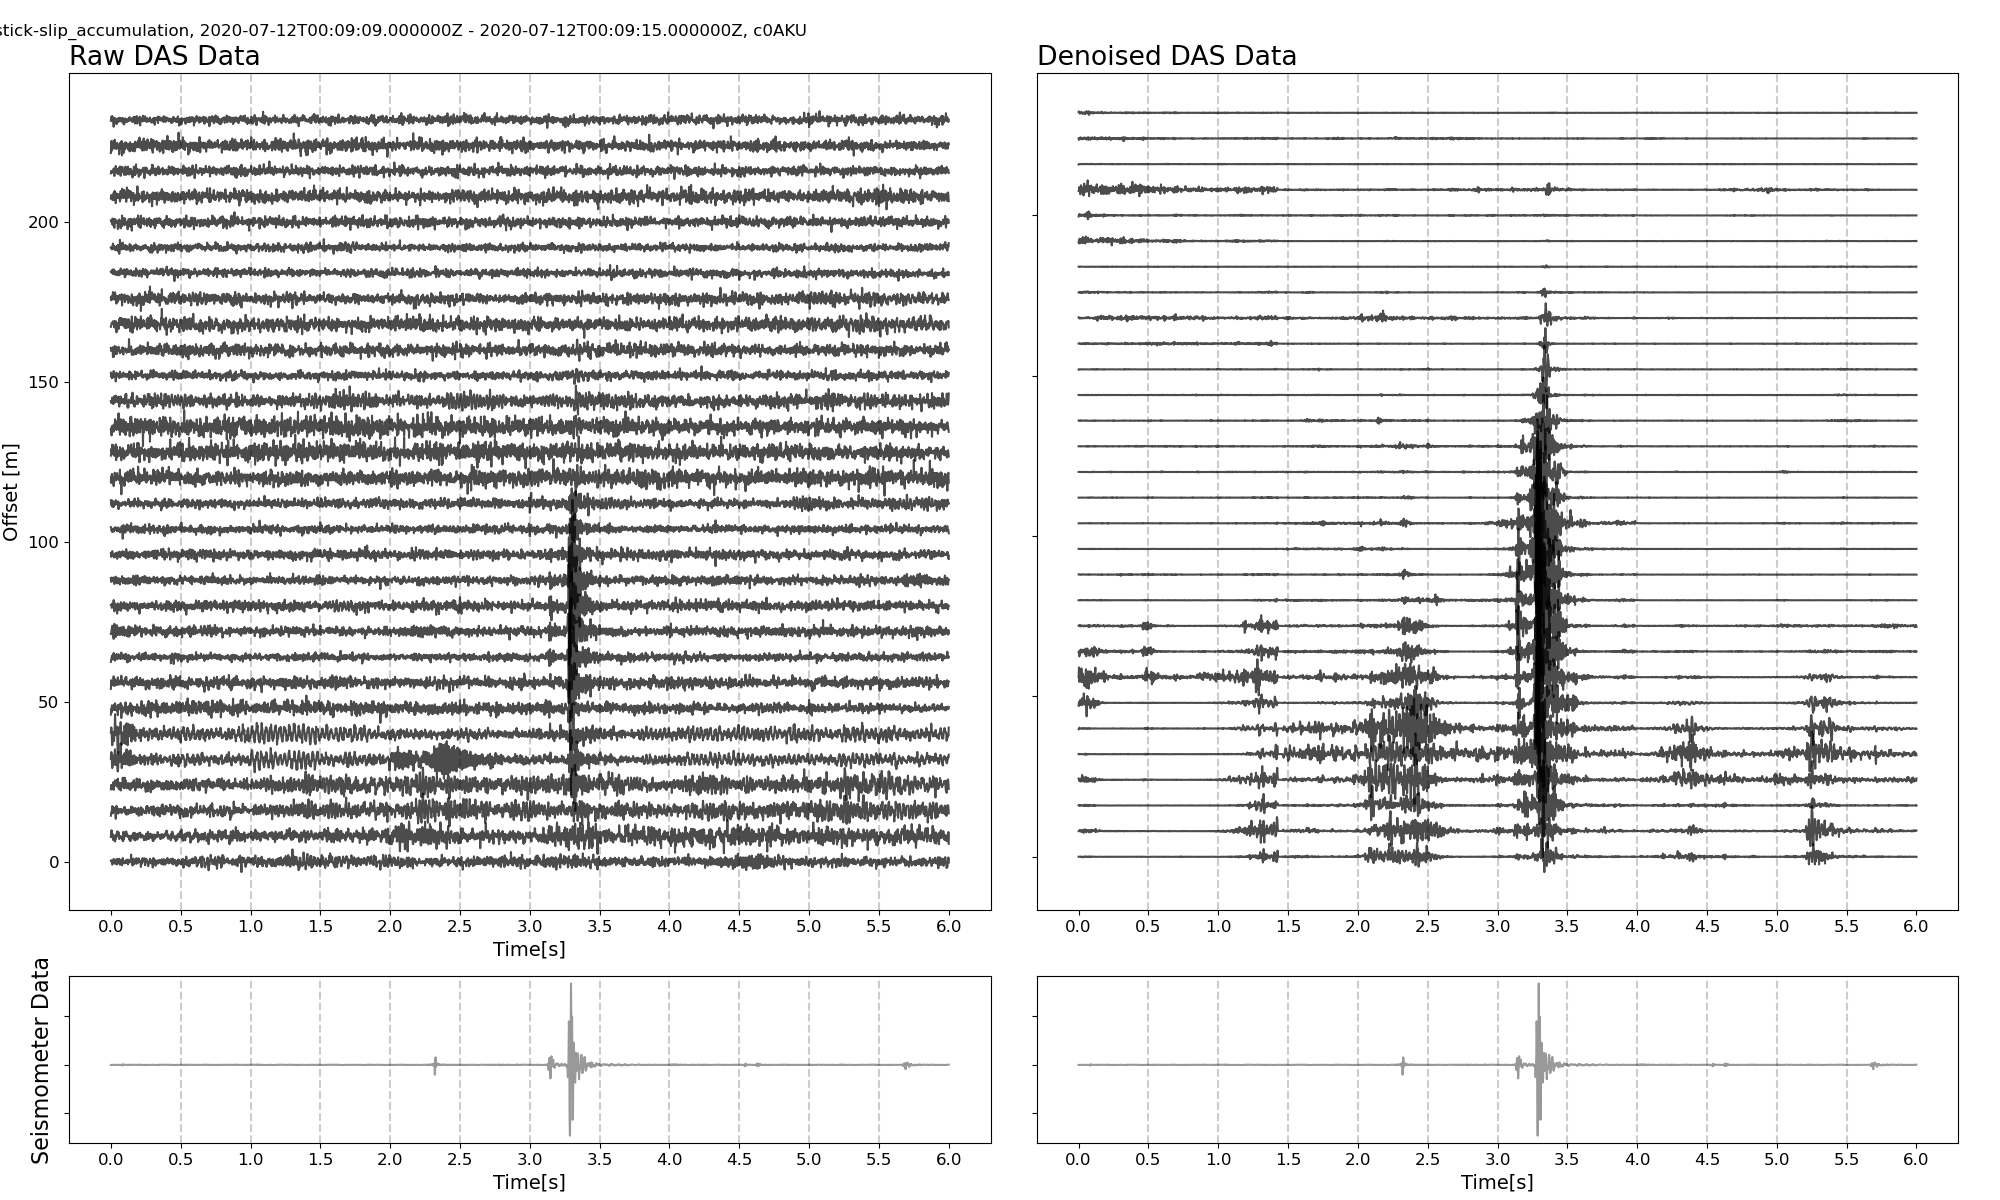 stick-slip_accumulation, 2020-07-12T00:09:09.000000Z - 2020-07-12T00:09:15.000000Z, c0AKU
Raw DAS Data
Denoised DAS Data
Offset [m]
200
150
100
50
0
0.0 0.5 1.0 1.5 2.0 2.5 3.0 3.5 4.0 4.5 5.0 5.5 6.0
Time[s]
0.0 0.5 1.0 1.5 2.0 2.5 3.0 3.5 4.0 4.5 5.0 5.5 6.0
Seismometer Data
0.0 0.5 1.0 1.5 2.0 2.5 3.0 3.5 4.0 4.5 5.0 5.5 6.0
Time[s]
0.0 0.5 1.0 1.5 2.0 2.5 3.0 3.5 4.0 4.5 5.0 5.5 6.0
Time[s]